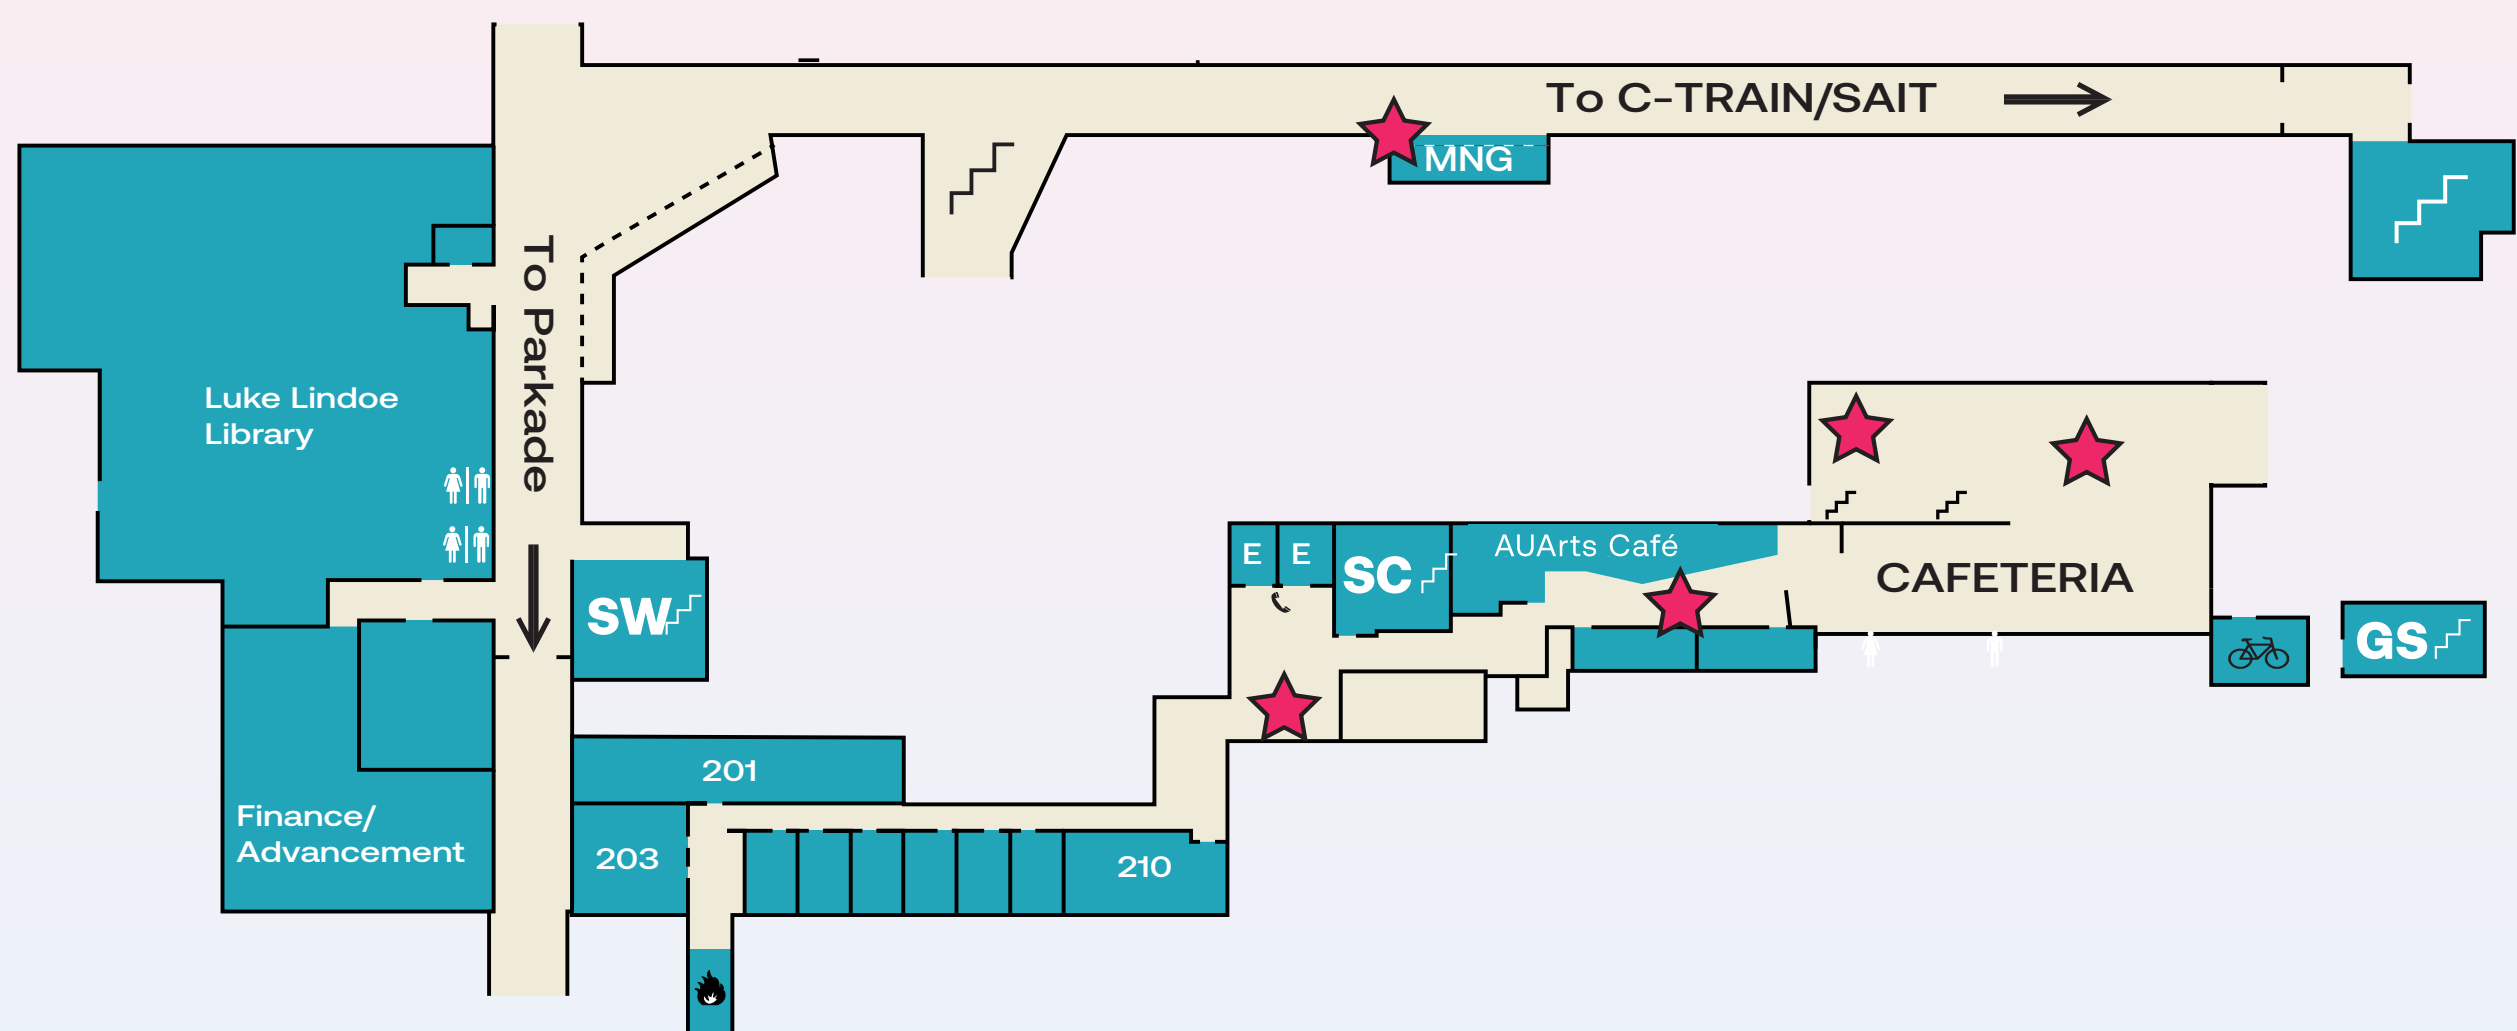 To C-TRAIN/SAIT
MNG
To Parkade
Luke Lindoe
Library
E
E
SC
AUArts Café
CAFETERIA
SW
GS
201
Finance/
Advancement
203
210